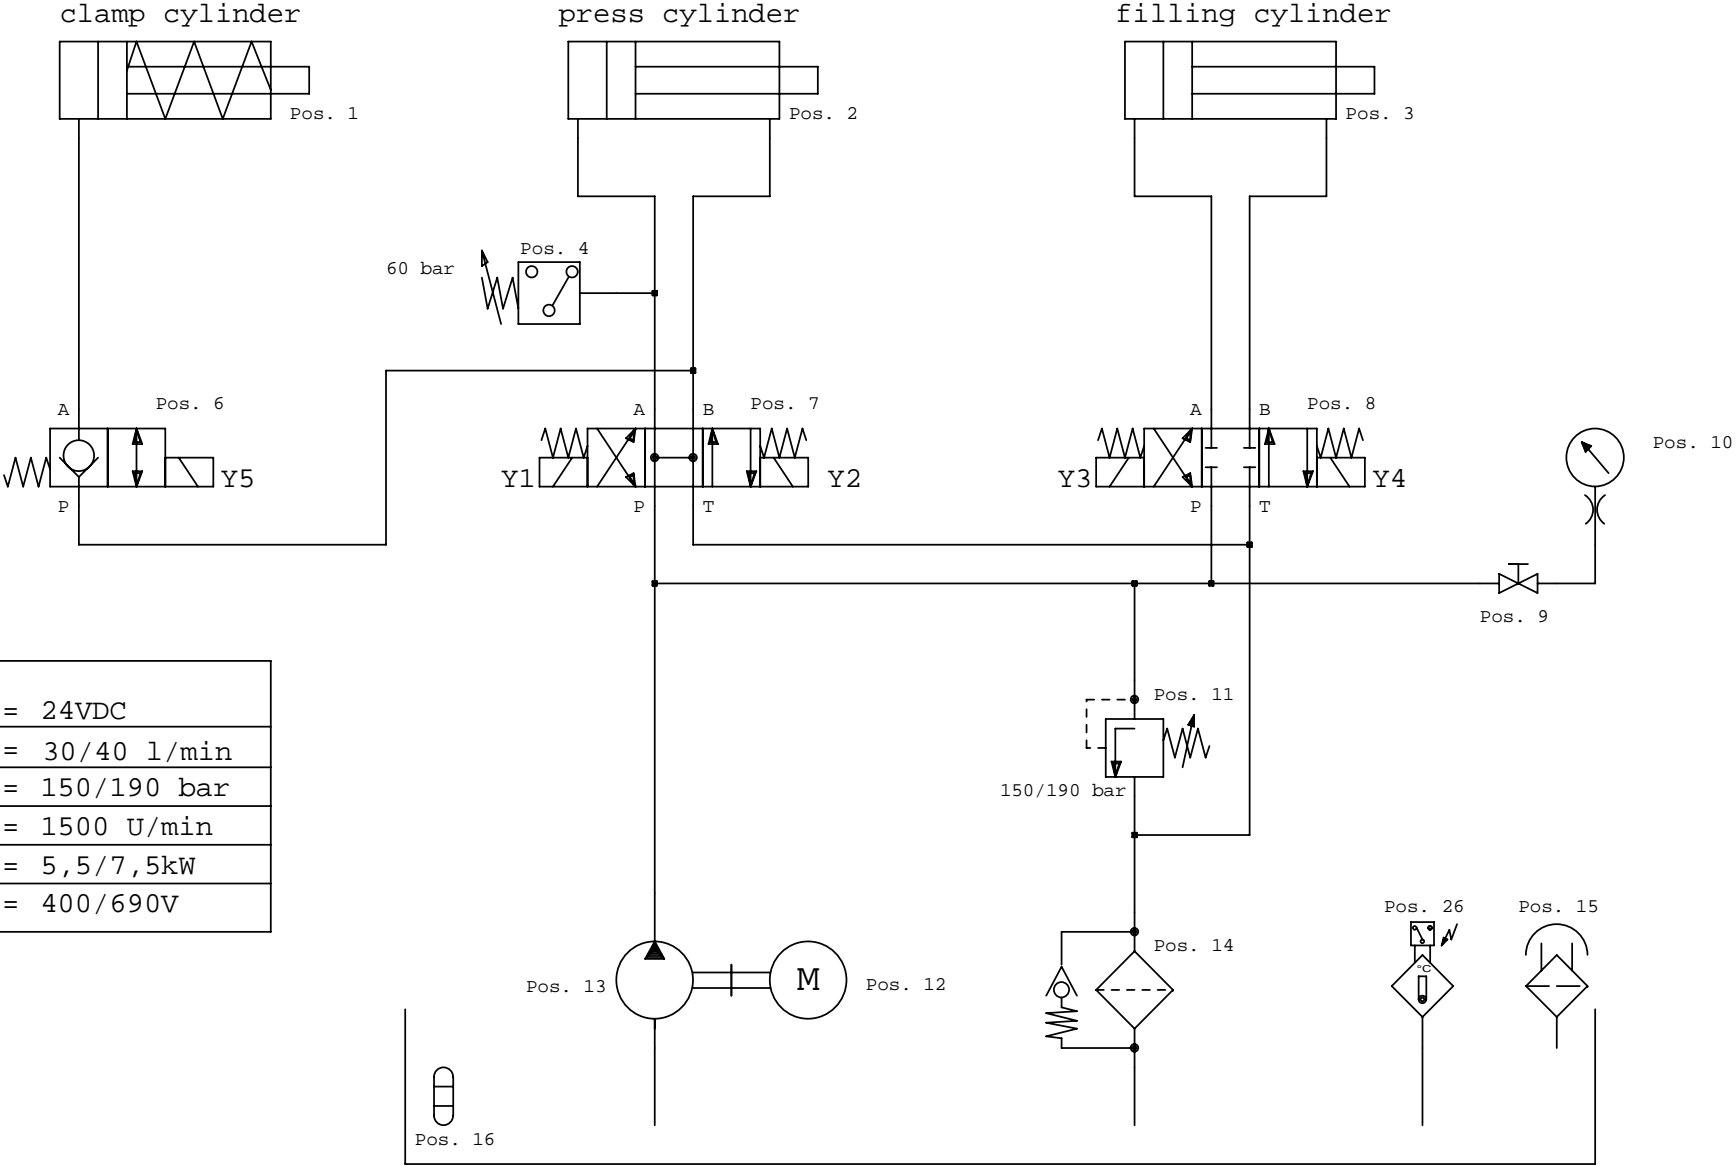 clamp cylinder
press cylinder
filling cylinder
Pos. 1
Pos. 2
Pos. 3
Pos. 4
60 bar
A
Pos. 6
A
B
Pos. 7
A
B
Pos. 8
Pos. 10
Y5
Y1
Y2
Y3
Y4
P
P
T
P
T
Pos. 9
Pos. 11
= 24VDC
= 30/40 l/min
= 150/190 bar
150/190 bar
= 1500 U/min
= 5,5/7,5kW
= 400/690V
Pos. 26
Pos. 15
Pos. 14
°C
Pos. 13
M
Pos. 12
Pos. 16